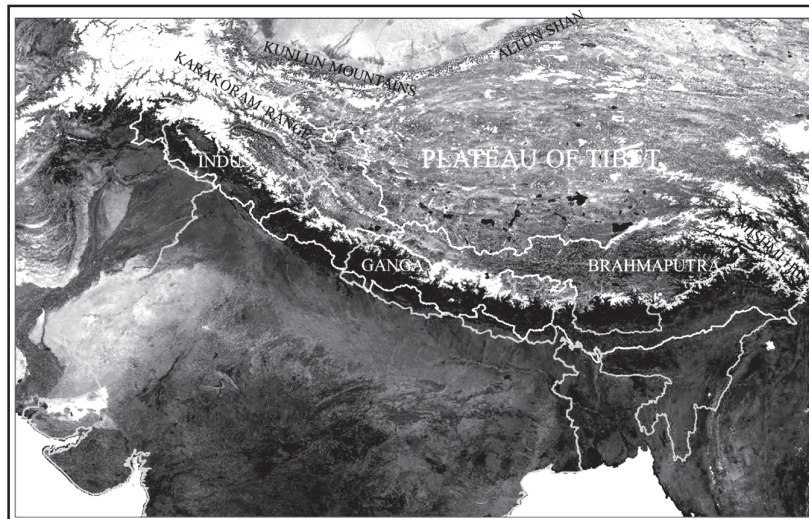 KUNLUN MOUNTAINS
ALTUN SHAN
KARAKORAM RANGE
PLATEAU OF TIBET
INDUS
GANGA
BRAHMAPUTRA